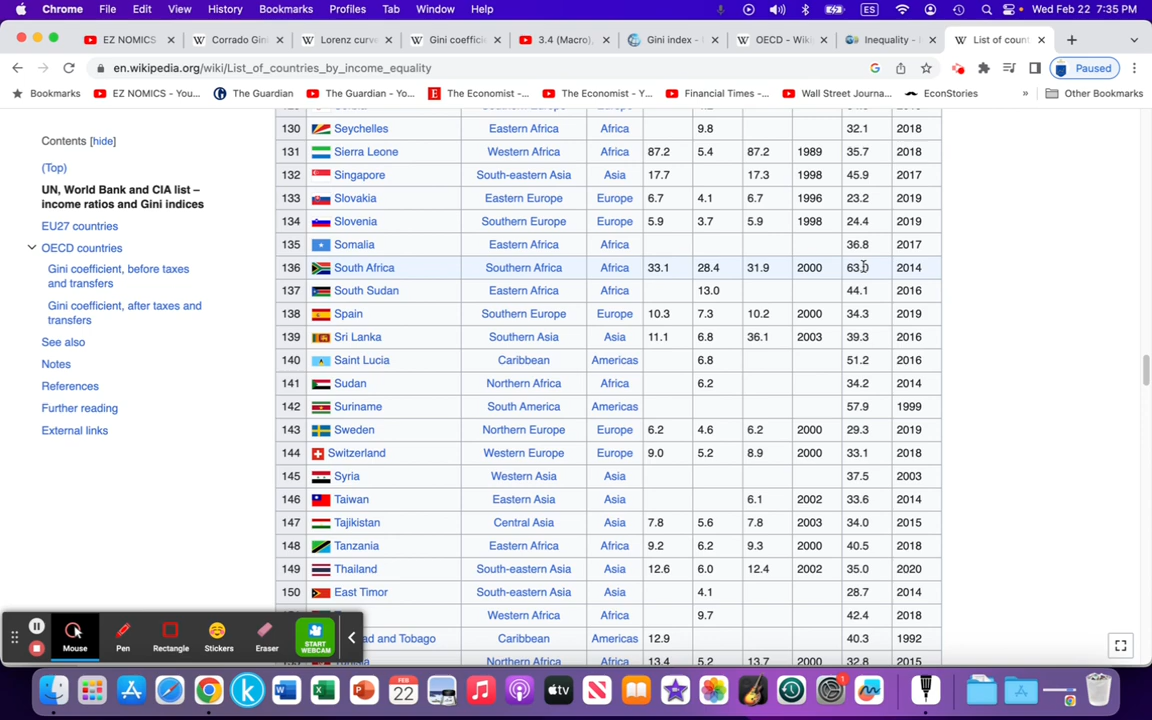 Chrome File Edit View History Bookmarks Profiles Tab Window Help ES Wed Feb 22 7:35 PM
EZ NOMICS Corrado Gin Lorenz curve Gini coeffici 3.4 (Macro), Gini index - OECD - Wiki Inequality - List of count
en.wikipedia.org/wiki/List_of_countries_by_income_equality Paused
Bookmarks EZ NOMICS - You... The Guardian The Guardian - Yo... The Economist -... The Economist - Y... Financial Times -... Wall Street Journa... EconStories » Other Bookmarks
Contents [hide]
(Top)
UN, World Bank and CIA list –
income ratios and Gini indices
EU27 countries
OECD countries
Gini coefficient, before taxes
and transfers
Gini coefficient, after taxes and
transfers
See also
Notes
References
Further reading
External links
130 Seychelles Eastern Africa Africa 9.8 32.1 2018
131 Sierra Leone Western Africa Africa 87.2 5.4 87.2 1989 35.7 2018
132 Singapore South-eastern Asia Asia 17.7 17.3 1998 45.9 2017
133 Slovakia Eastern Europe Europe 6.7 4.1 6.7 1996 23.2 2019
134 Slovenia Southern Europe Europe 5.9 3.7 5.9 1998 24.4 2019
135 Somalia Eastern Africa Africa 36.8 2017
136 South Africa Southern Africa Africa 33.1 28.4 31.9 2000 63.0 2014
137 South Sudan Eastern Africa Africa 13.0 44.1 2016
138 Spain Southern Europe Europe 10.3 7.3 10.2 2000 34.3 2019
139 Sri Lanka Southern Asia Asia 11.1 6.8 36.1 2003 39.3 2016
140 Saint Lucia Caribbean Americas 6.8 51.2 2016
141 Sudan Northern Africa Africa 6.2 34.2 2014
142 Suriname South America Americas 57.9 1999
143 Sweden Northern Europe Europe 6.2 4.6 6.2 2000 29.3 2019
144 Switzerland Western Europe Europe 9.0 5.2 8.9 2000 33.1 2018
145 Syria Western Asia Asia 37.5 2003
146 Taiwan Eastern Asia Asia 6.1 2002 33.6 2014
147 Tajikistan Central Asia Asia 7.8 5.6 7.8 2003 34.0 2015
148 Tanzania Eastern Africa Africa 9.2 6.2 9.3 2000 40.5 2018
149 Thailand South-eastern Asia Asia 12.6 6.0 12.4 2002 35.0 2020
150 East Timor South-eastern Asia Asia 4.1 28.7 2014
Western Africa Africa 9.7 42.4 2018
ad and Tobago Caribbean Americas 12.9 40.3 1992
Northern Africa Africa 13.4 5.2 13.7 2000 32.8 2015
Mouse Pen Rectangle Stickers Eraser START
WEBCAM
FEB
22